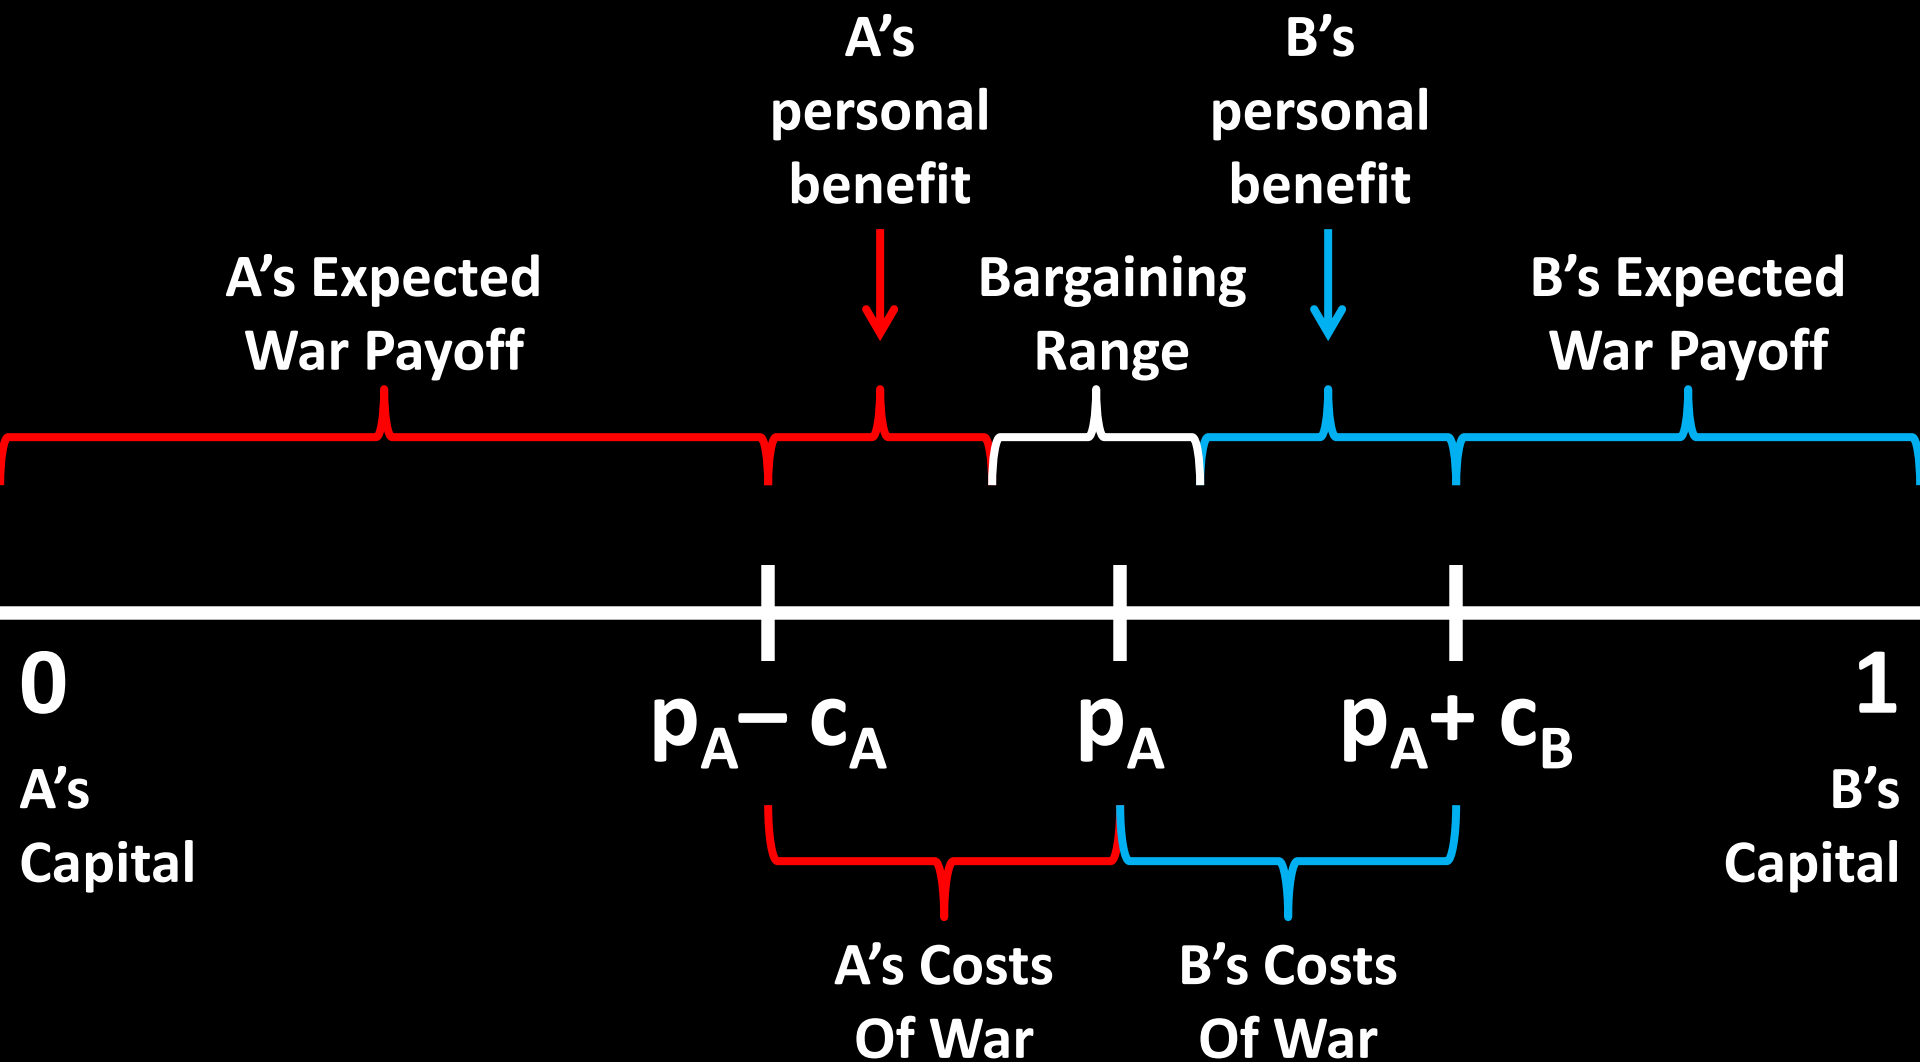 A’s
personal
benefit
B’s
personal
benefit
A’s Expected
War Payoff
Bargaining
Range
B’s Expected
War Payoff
0
1
pA– cA
pA
pA+ cB
A’s
Capital
B’s
Capital
A’s Costs
Of War
B’s Costs
Of War